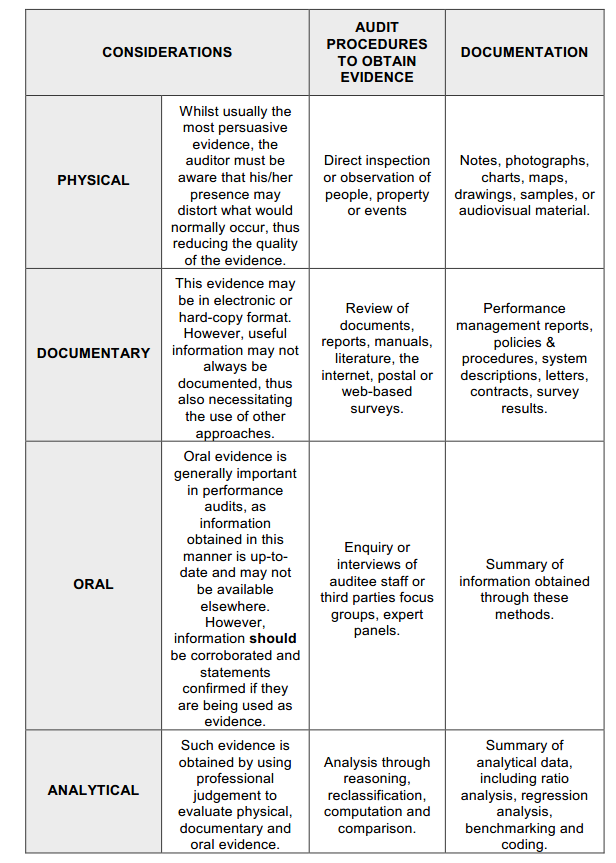 CONSIDERATIONS
AUDIT
PROCEDURES
TO OBTAIN
EVIDENCE
DOCUMENTATION
PHYSICAL
Whilst usually the
most persuasive
evidence, the
auditor must be
aware that his/her
presence may
distort what would
normally occur, thus
reducing the quality
of the evidence.
Direct inspection
or observation of
people, property
or events
Notes, photographs,
charts, maps,
drawings, samples, or
audiovisual material.
DOCUMENTARY
This evidence may
be in electronic or
hard-copy format.
However, useful
information may not
always be
documented, thus
also necessitating
the use of other
approaches.
Review of
documents,
reports, manuals,
literature, the
internet, postal or
web-based
surveys.
Performance
management reports,
policies &
procedures, system
descriptions, letters,
contracts, survey
results.
ORAL
Oral evidence is
generally important
in performance
audits, as
information
obtained in this
manner is up-to-
date and may not
be available
elsewhere.
However,
information should
be corroborated and
statements
confirmed if they
are being used as
evidence.
Enquiry or
interviews of
auditee staff or
third parties focus
groups, expert
panels.
Summary of
information obtained
through these
methods.
ANALYTICAL
Such evidence is
obtained by using
professional
judgement to
evaluate physical,
documentary and
oral evidence.
Analysis through
reasoning,
reclassification,
computation and
comparison.
Summary of
analytical data,
including ratio
analysis, regression
analysis,
benchmarking and
coding.